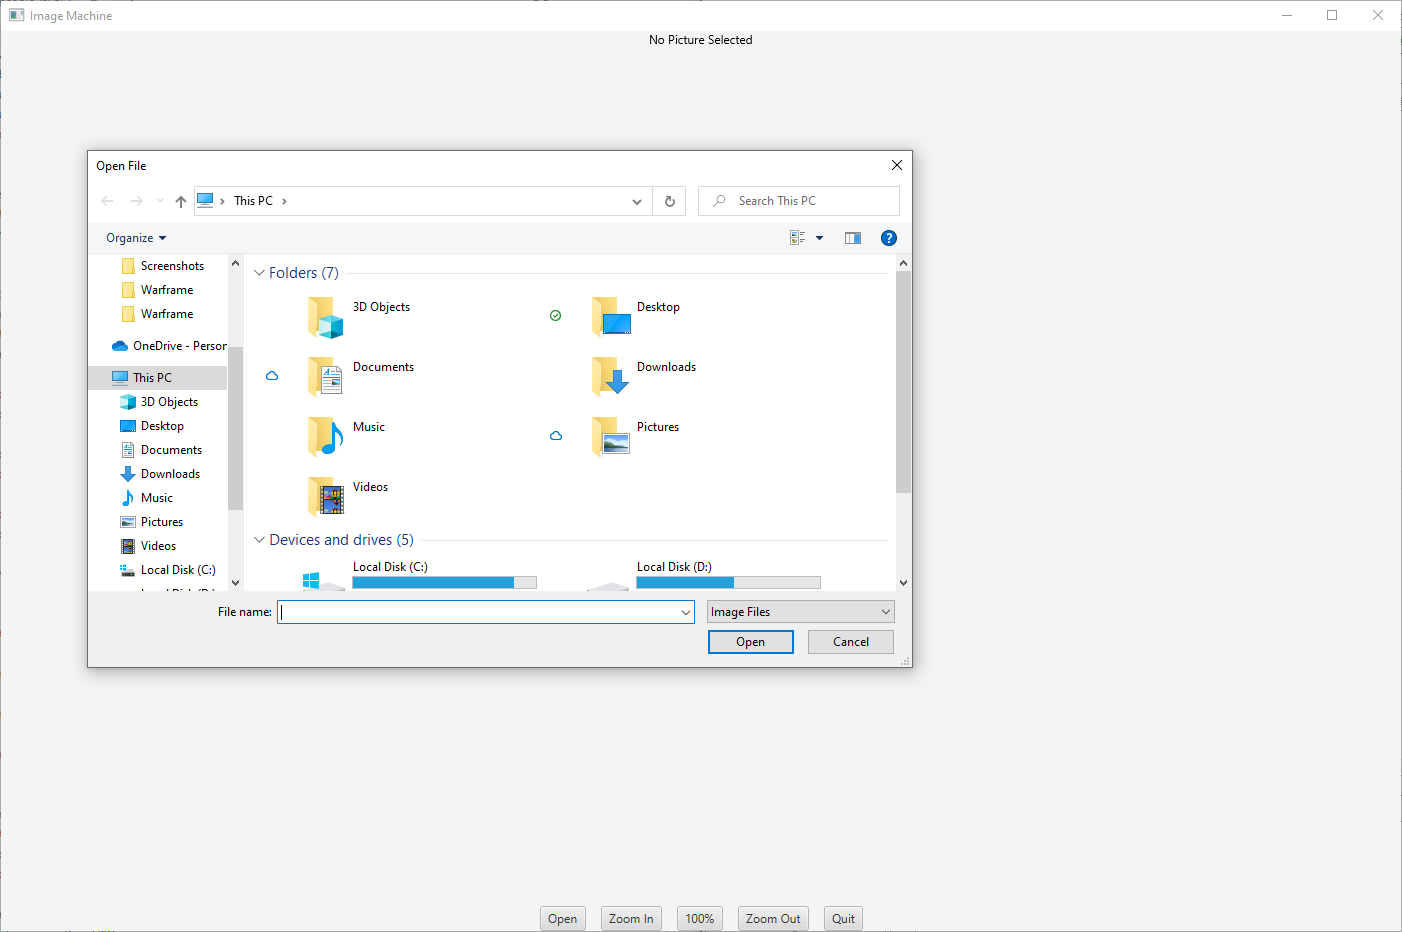 Image Machine
No Picture Selected
Open File
This PC
Search This PC
Organize
Screenshots
Warframe
Warframe
OneDrive - Person
This PC
3D Objects
Desktop
Documents
Downloads
Music
Pictures
Videos
Local Disk (C:)
Folders (7)
3D Objects
Desktop
Documents
Downloads
Music
Pictures
Videos
Devices and drives (5)
Local Disk (C:)
Local Disk (D:)
File name:
Image Files
Open
Cancel
Open
Zoom In
100%
Zoom Out
Quit